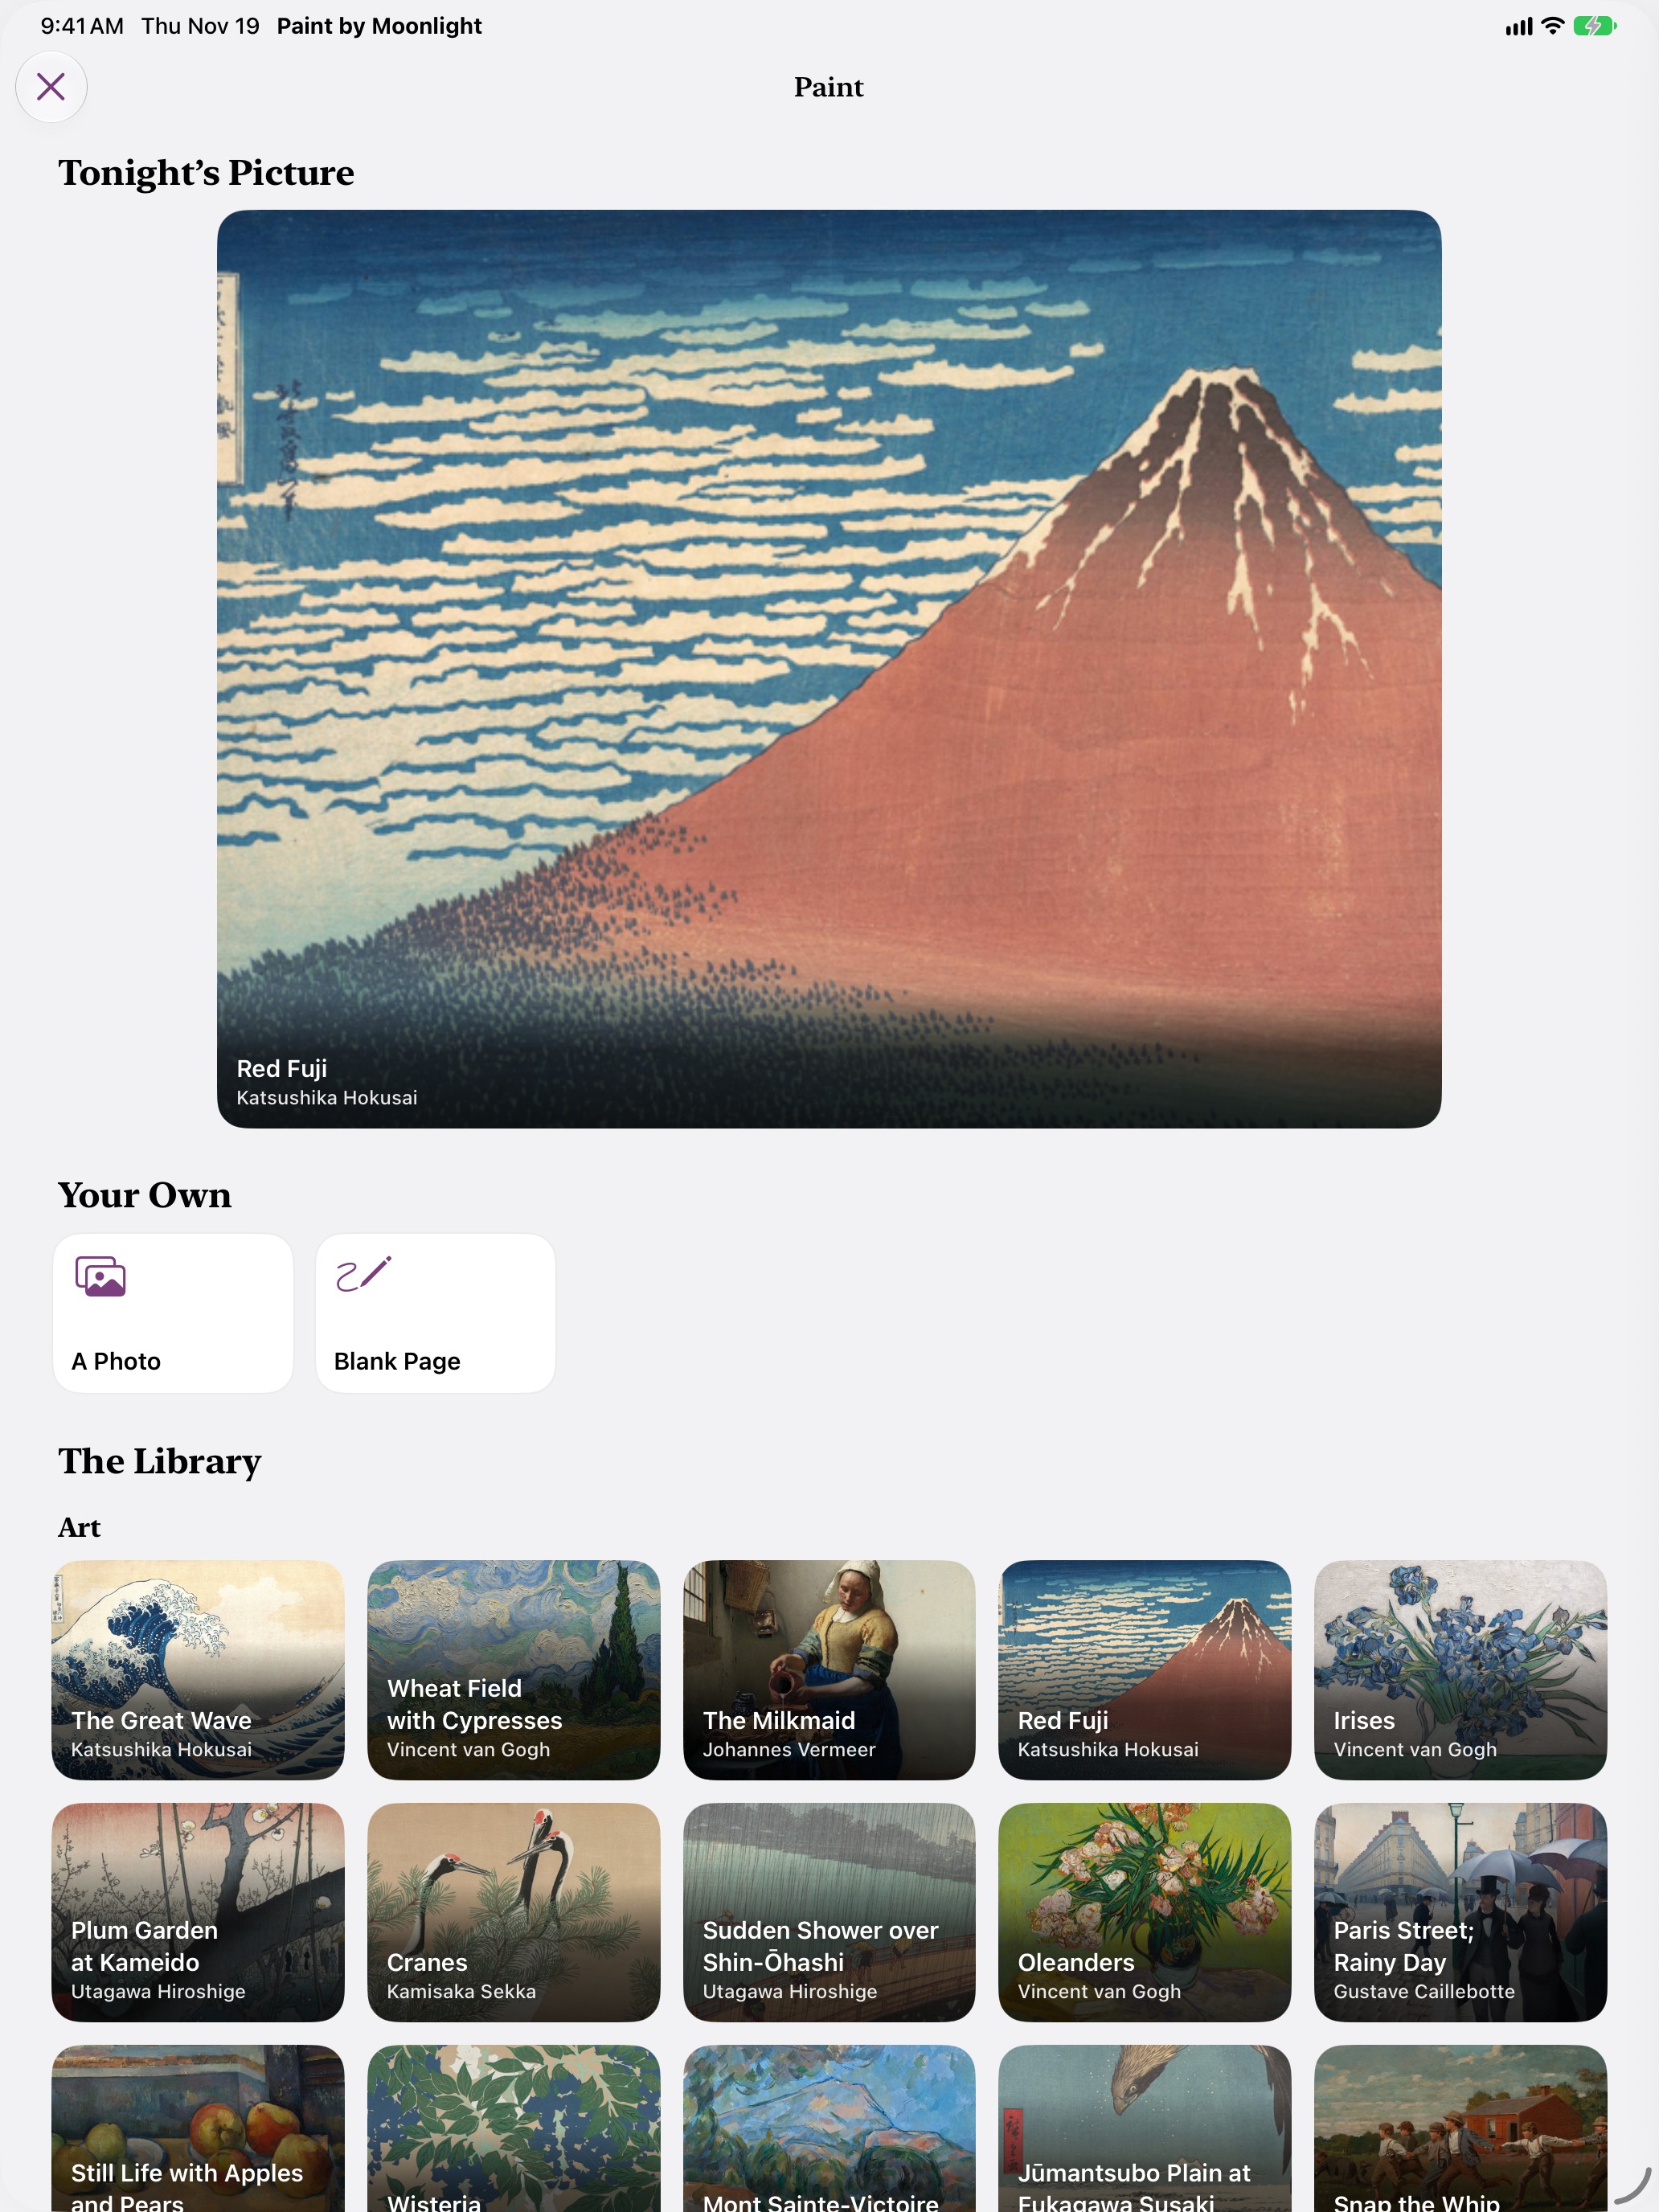 9:41 AM Thu Nov 19 Paint by Moonlight
Paint
Tonight’s Picture
Red Fuji
Katsushika Hokusai
Your Own
A Photo
Blank Page
The Library
Art
The Great Wave
Katsushika Hokusai
Wheat Field
with Cypresses
Vincent van Gogh
The Milkmaid
Johannes Vermeer
Red Fuji
Katsushika Hokusai
Irises
Vincent van Gogh
Plum Garden
at Kameido
Utagawa Hiroshige
Cranes
Kamisaka Sekka
Sudden Shower over
Shin-Ōhashi
Utagawa Hiroshige
Oleanders
Vincent van Gogh
Paris Street;
Rainy Day
Gustave Caillebotte
Still Life with Apples
and Pears
Wisteria
Mont Sainte-Victoire
Jūmantsubo Plain at
Fukagawa Susaki
Snap the Whip